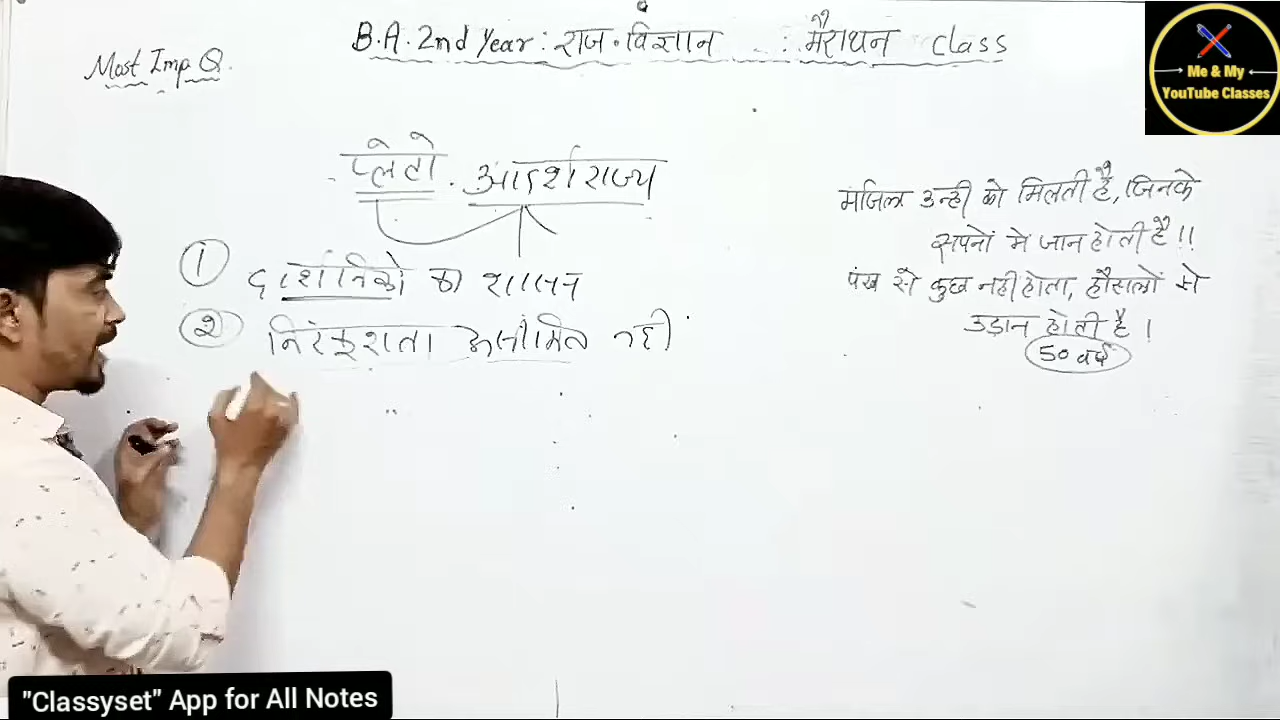 B.A. 2nd Year : राज॰विज्ञान : मैराथन Class
Most Imp Q.
Me & My
YouTube Classes
प्लेटो . आदर्शराज्य
① दार्शनिको का शासन
② निरंकुशता असीमित नही
मंजिल उन्ही को मिलती है, जिनके
सपनों मे जान होती है !!
पंख से कुछ नही होता, हौसलों से
उड़ान होती है ।
50 वर्ष
"Classyset" App for All Notes